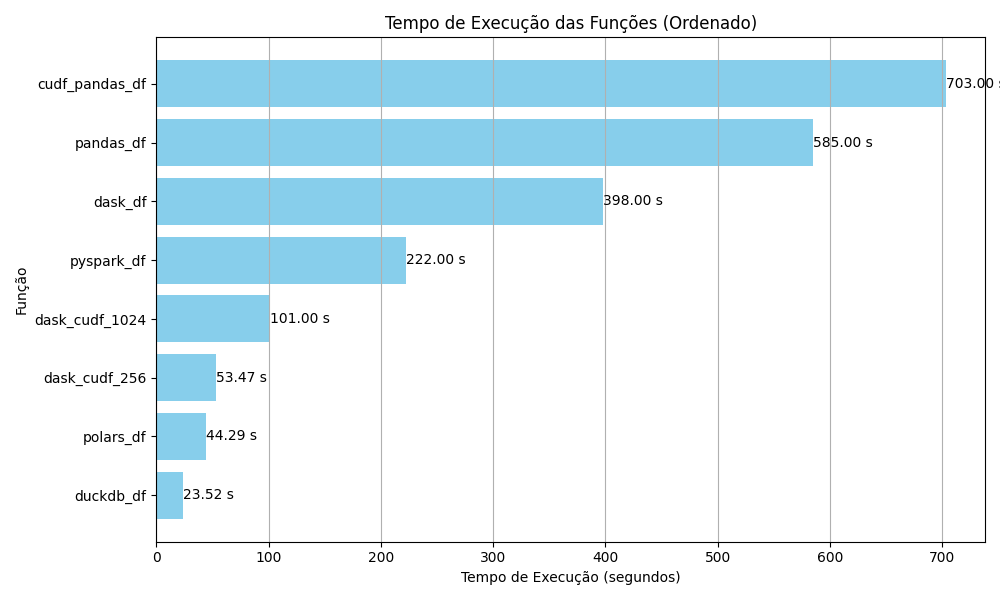 Tempo de Execução das Funções (Ordenado)
cudf_pandas_df
703.00 s
pandas_df
585.00 s
dask_df
398.00 s
pyspark_df
222.00 s
dask_cudf_1024
101.00 s
dask_cudf_256
53.47 s
polars_df
44.29 s
duckdb_df
23.52 s
Função
0 100 200 300 400 500 600 700
Tempo de Execução (segundos)